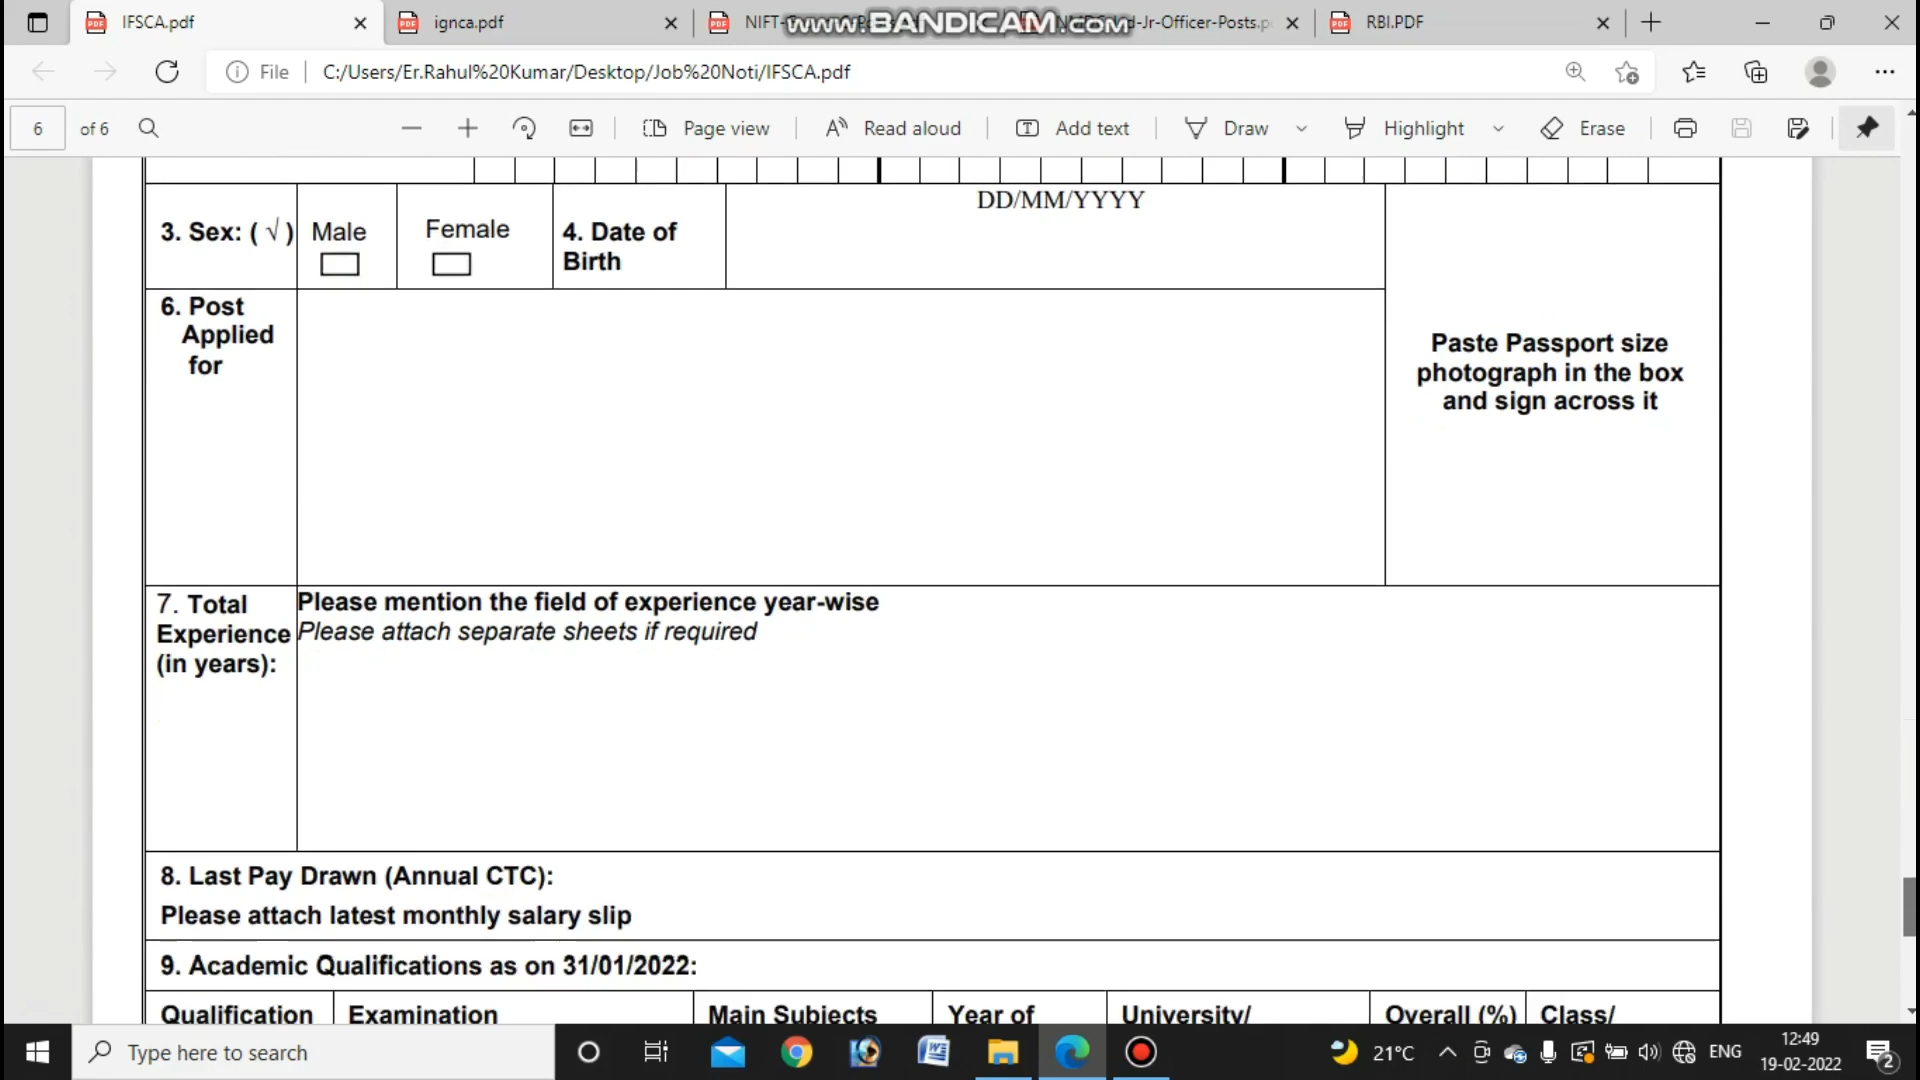 IFSCA.pdf
ignca.pdf
NIFT-
www.BANDICAM.com
d-Jr-Officer-Posts.p
RBI.PDF
File
C:/Users/Er.Rahul%20Kumar/Desktop/Job%20Noti/IFSCA.pdf
6 of 6
Page view
Read aloud
Add text
Draw
Highlight
Erase
DD/MM/YYYY
3. Sex: ( √ )
Male
Female
4. Date of
Birth
6. Post
Applied
for
Paste Passport size
photograph in the box
and sign across it
7. Total
Experience
(in years):
Please mention the field of experience year-wise
Please attach separate sheets if required
8. Last Pay Drawn (Annual CTC):
Please attach latest monthly salary slip
9. Academic Qualifications as on 31/01/2022:
Qualification
Examination
Main Subjects
Year of
University/
Overall (%)
Class/
Type here to search
21°C
ENG
12:49
19-02-2022
2